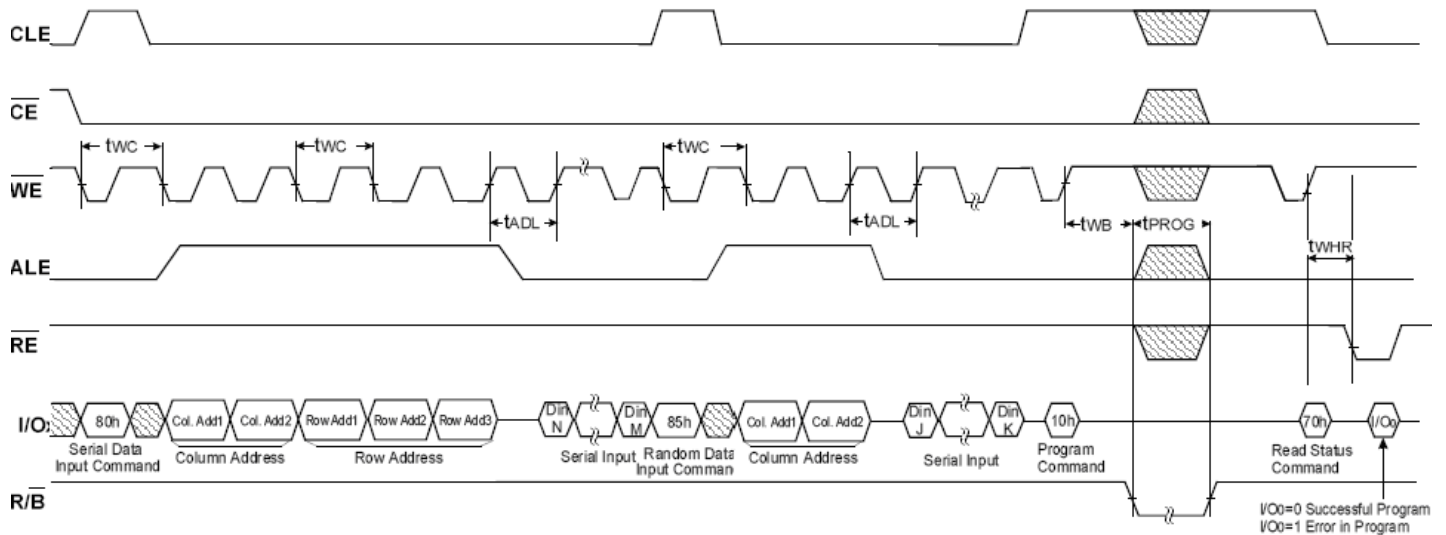 CLE
CE
tWC
tWC
tWC
WE
tADL
tADL
tWB
tPROG
tWHR
ALE
RE
I/Ox
80h
Col. Add1
Col. Add2
Row Add1
Row Add2
Row Add3
Din N
Din M
85h
Col. Add1
Col. Add2
Din J
Din K
10h
70h
I/O0
Serial Data
Input Command
Column Address
Row Address
Serial Input
Random Data
Input Command
Column Address
Serial Input
Program
Command
Read Status
Command
R/B
I/O0=0 Successful Program
I/O0=1 Error in Program